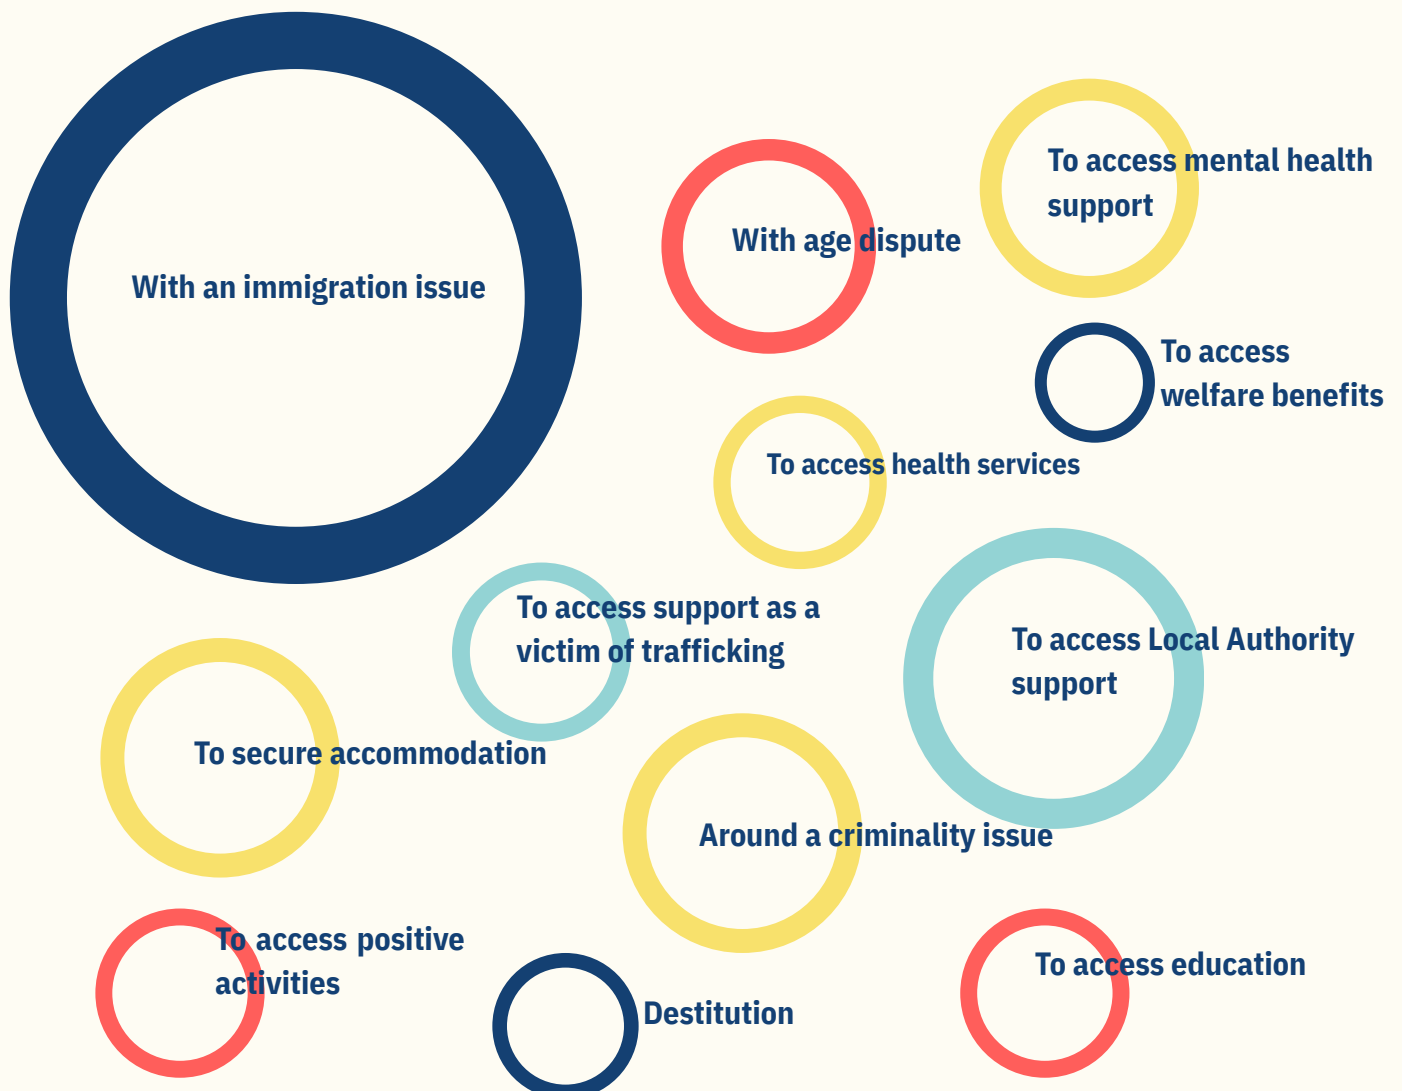 To access mental health
support
With age dispute
With an immigration issue
To access
welfare benefits
To access health services
To access support as a
victim of trafficking
To access Local Authority
support
To secure accommodation
Around a criminality issue
To access positive
activities
To access education
Destitution